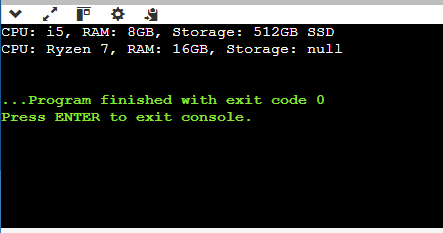 CPU: i5, RAM: 8GB, Storage: 512GB SSD
CPU: Ryzen 7, RAM: 16GB, Storage: null
...Program finished with exit code 0
Press ENTER to exit console.